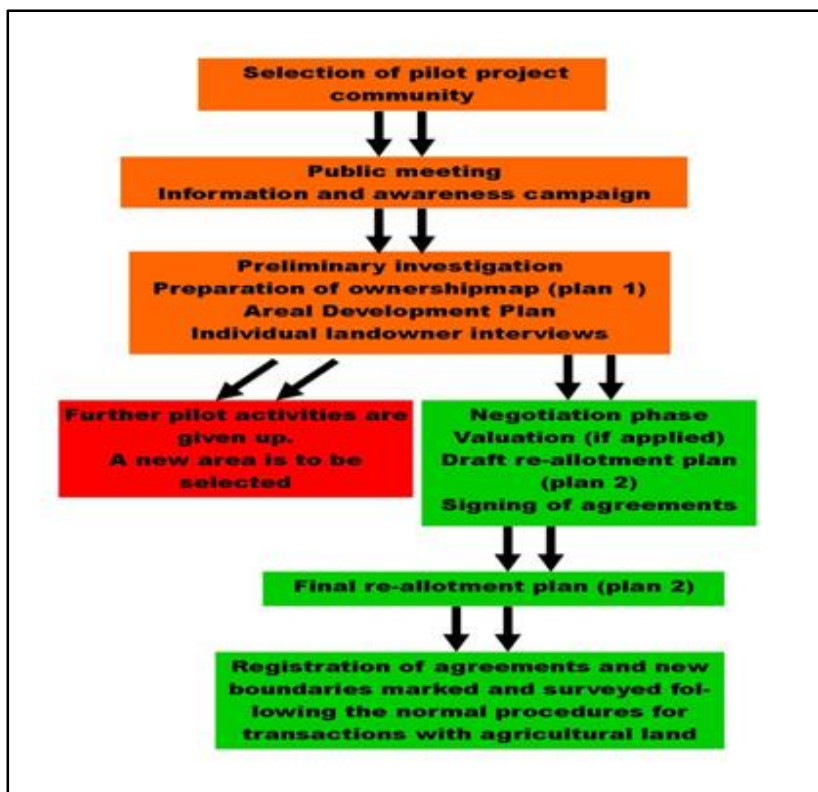 Selection of pilot project
community
Public meeting
Information and awareness campaign
Preliminary investigation
Preparation of ownershipmap (plan 1)
Areal Development Plan
Individual landowner interviews
Further pilot activities are
given up.
A new area is to be
selected
Negotiation phase
Valuation (if applied)
Draft re-allotment plan
(plan 2)
Signing of agreements
Final re-allotment plan (plan 2)
Registration of agreements and new
boundaries marked and surveyed fol-
lowing the normal procedures for
transactions with agricultural land